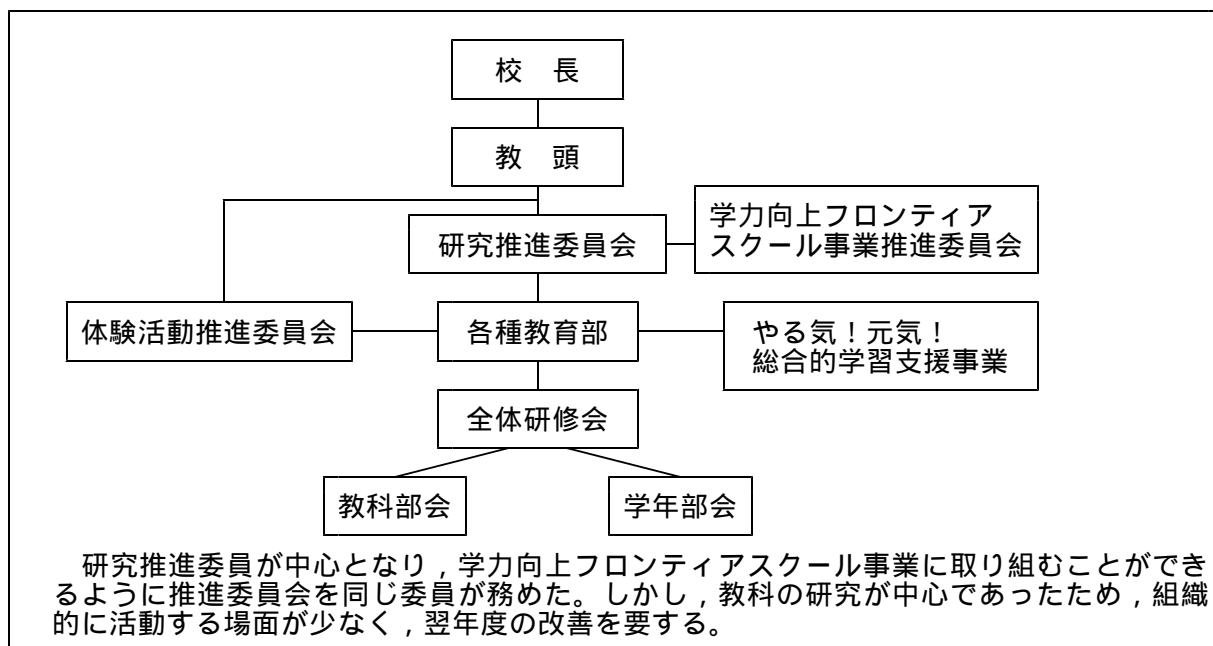 校　長
教　頭
研究推進委員会
学力向上フロンティア
スクール事業推進委員会
体験活動推進委員会
各種教育部
やる気！元気！
総合的学習支援事業
全体研修会
教科部会
学年部会
　研究推進委員が中心となり，学力向上フロンティアスクール事業に取り組むことができ
るように推進委員会を同じ委員が務めた。しかし，教科の研究が中心であったため，組織
的に活動する場面が少なく，翌年度の改善を要する。